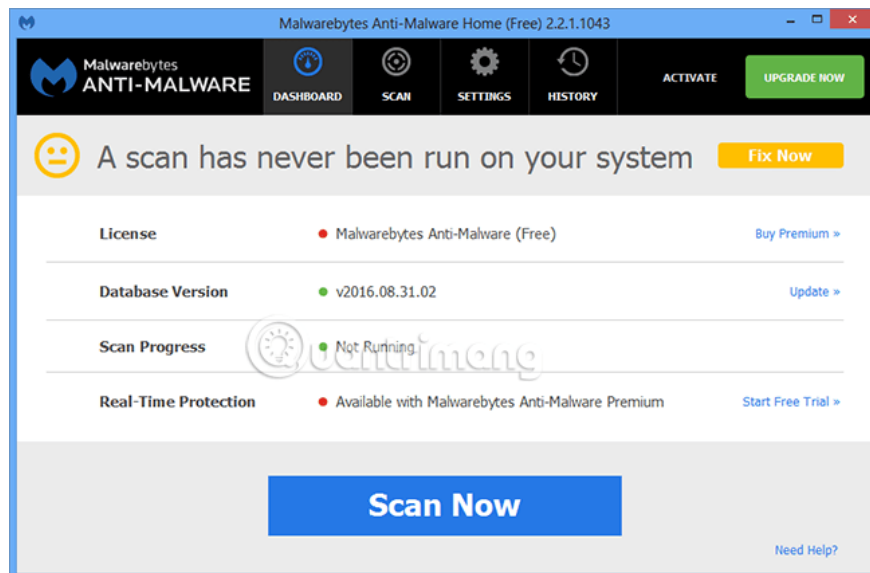 Malwarebytes Anti-Malware Home (Free) 2.2.1.1043
Malwarebytes
ANTI-MALWARE
DASHBOARD
SCAN
SETTINGS
HISTORY
ACTIVATE
UPGRADE NOW
A scan has never been run on your system
Fix Now
License
Malwarebytes Anti-Malware (Free)
Buy Premium »
Database Version
v2016.08.31.02
Update »
Scan Progress
Not Running
Quantrimang
Real-Time Protection
Available with Malwarebytes Anti-Malware Premium
Start Free Trial »
Scan Now
Need Help?